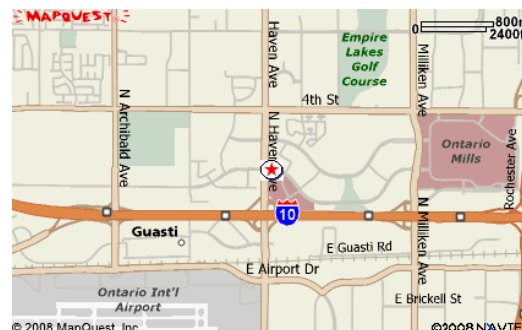 MAPQUEST
0 800m
2400ft
Haven Ave
Empire
Lakes
Golf
Course
Milliken Ave
4th St
N Archibald Ave
N Haven Ave
Ontario
Mills
Rochester Ave
10
Guasti
N Milliken Ave
E Guasti Rd
E Airport Dr
Ontario Int'l
Airport
E Brickell St
© 2008 MapQuest, Inc.
©2008 NAVTE